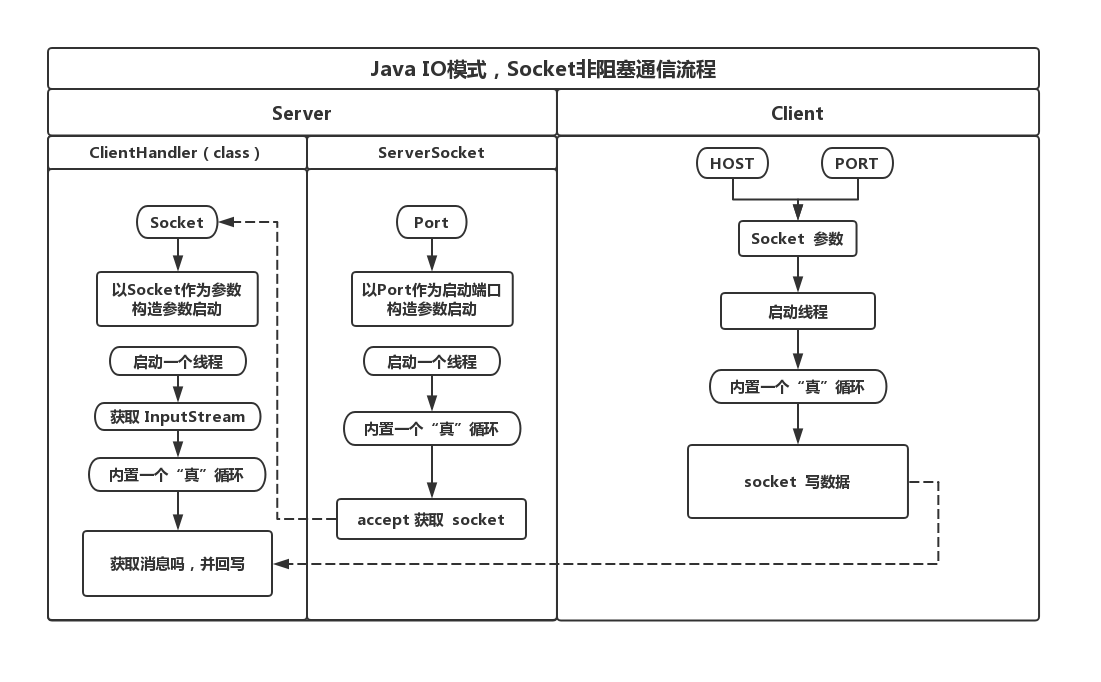 Java IO模式，Socket非阻塞通信流程
Server
Client
ClientHandler（class）
ServerSocket
Socket
以Socket作为参数
构造参数启动
启动一个线程
获取 InputStream
内置一个“真”循环
获取消息吗，并回写
Port
以Port作为启动端口
构造参数启动
启动一个线程
内置一个“真”循环
accept 获取 socket
HOST
PORT
Socket 参数
启动线程
内置一个“真”循环
socket 写数据